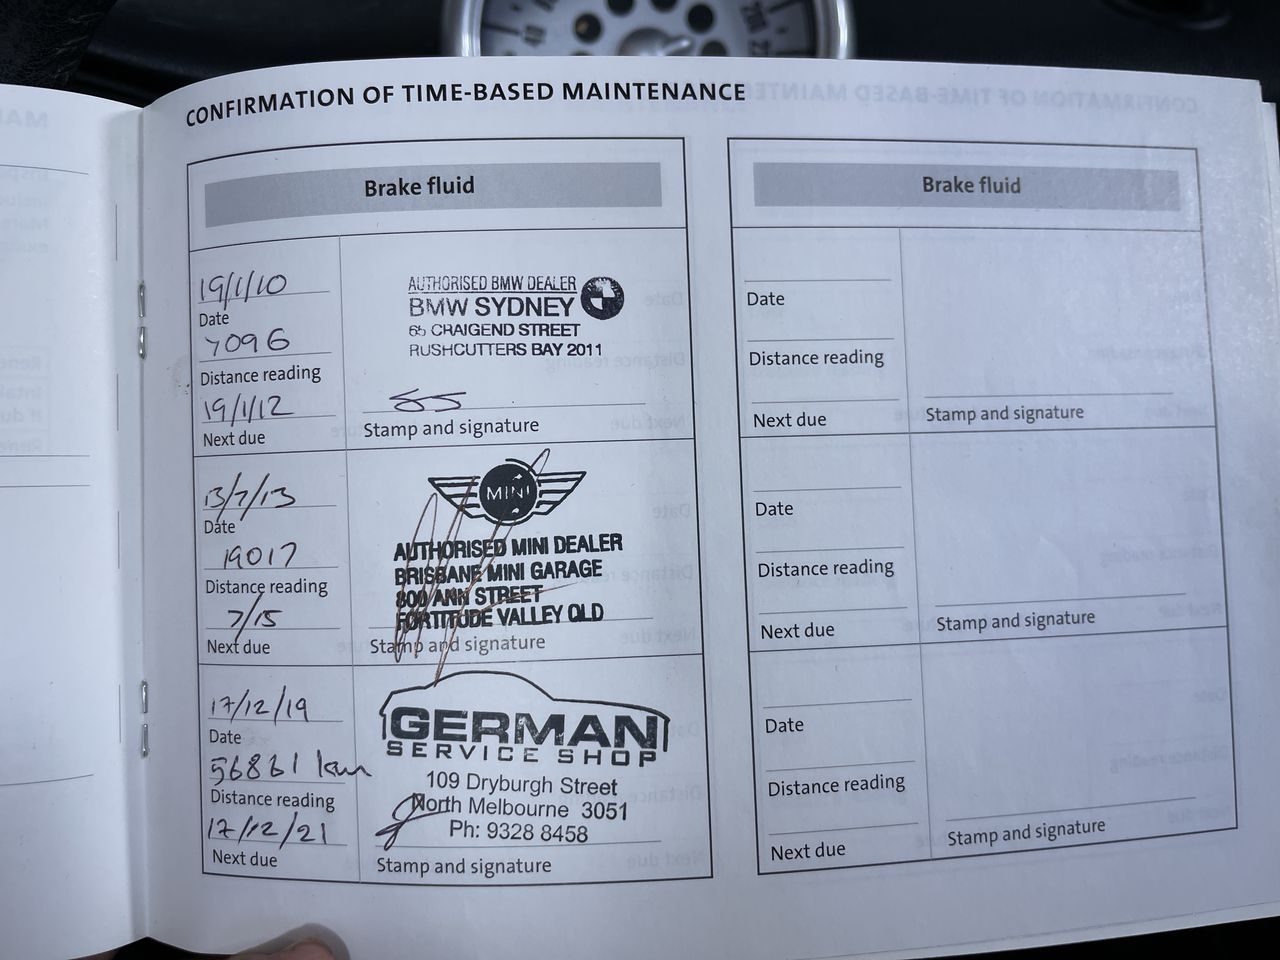 CONFIRMATION OF TIME-BASED MAINTENANCE
Brake fluid
19/1/10
Date
7096
Distance reading
19/1/12
Next due
AUTHORISED BMW DEALER
BMW SYDNEY
65 CRAIGEND STREET
RUSHCUTTERS BAY 2011
Stamp and signature
13/7/13
Date
19017
Distance reading
7/15
Next due
MINI
AUTHORISED MINI DEALER
BRISBANE MINI GARAGE
800 ANN STREET
FORTITUDE VALLEY QLD
Stamp and signature
17/12/19
Date
56861 km
Distance reading
17/12/21
Next due
GERMAN
SERVICE SHOP
109 Dryburgh Street
North Melbourne 3051
Ph: 9328 8458
Stamp and signature
Brake fluid
Date
Distance reading
Next due
Stamp and signature
Date
Distance reading
Next due
Stamp and signature
Date
Distance reading
Next due
Stamp and signature